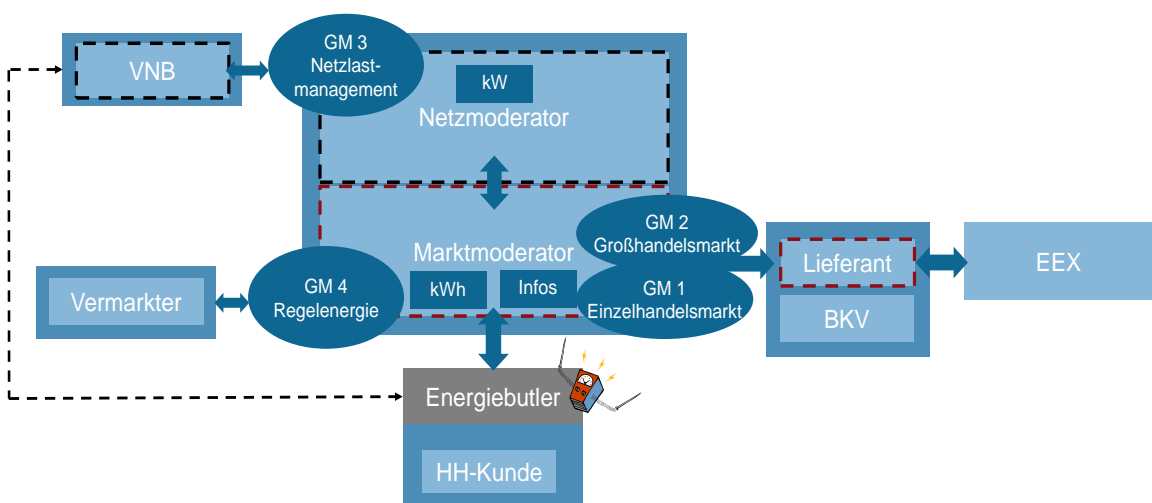 GM 3
Netzlast-
management
VNB
kW
Netzmoderator
GM 2
Großhandelsmarkt
Marktmoderator
Lieferant
EEX
GM 4
Regelenergie
kWh
Infos
GM 1
Einzelhandelsmarkt
Vermarkter
BKV
Energiebutler
HH-Kunde